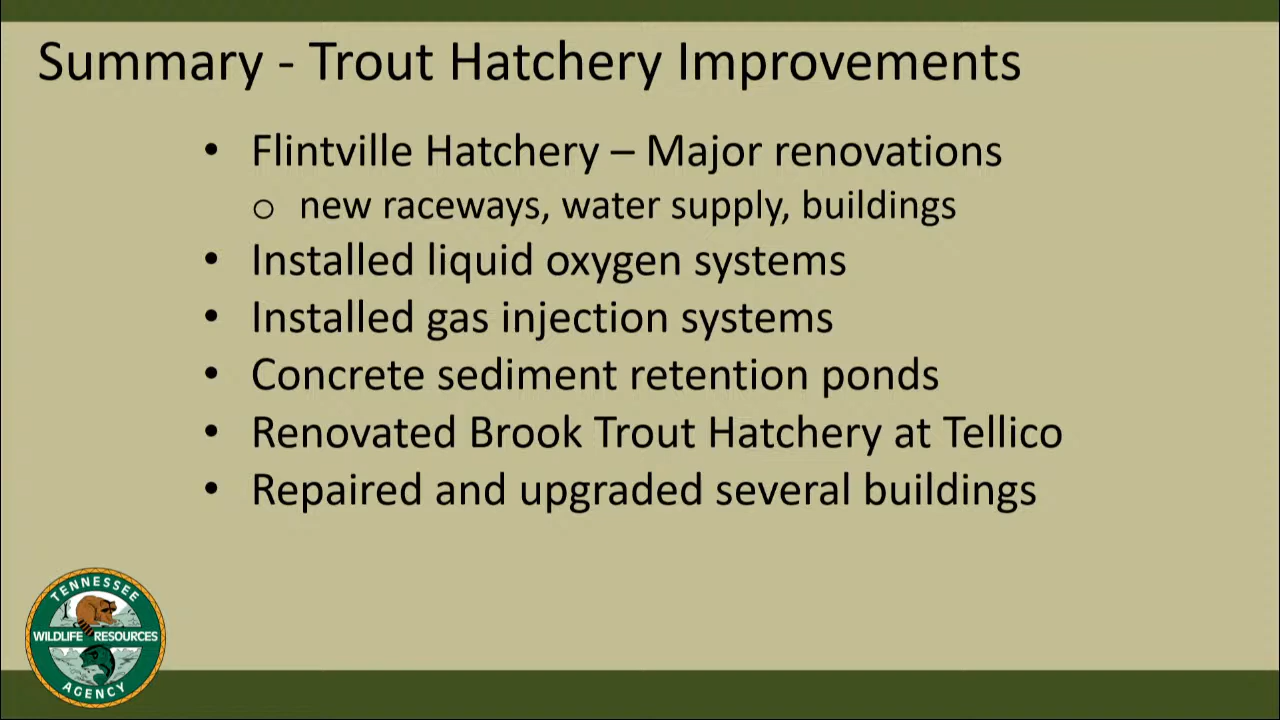 Summary - Trout Hatchery Improvements
• Flintville Hatchery – Major renovations
o new raceways, water supply, buildings
• Installed liquid oxygen systems
• Installed gas injection systems
• Concrete sediment retention ponds
• Renovated Brook Trout Hatchery at Tellico
• Repaired and upgraded several buildings
TENNESSEE
WILDLIFE RESOURCES
AGENCY